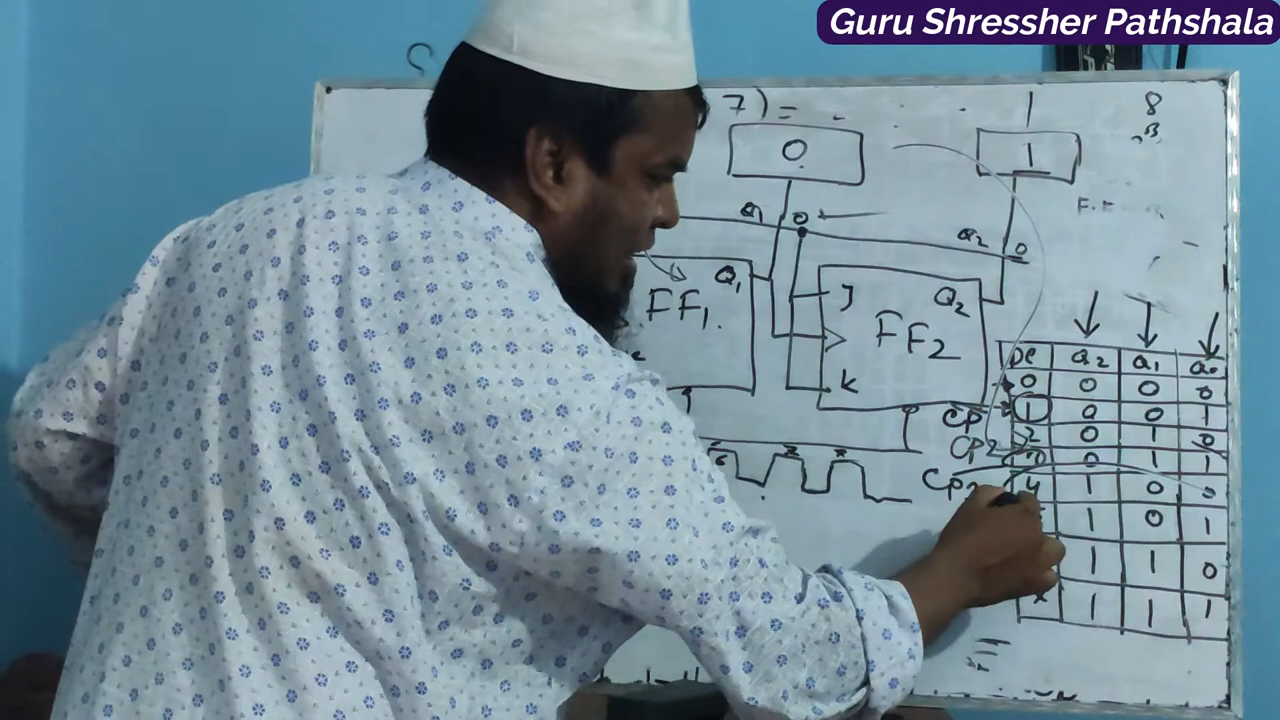 Guru Shressher Pathshala
7) =
8
0
1
Q1 0
Q2 0
Q1
FF1.
J
Q2
FF2
K
DC Q2 Q1 Q0
0 0 0 0
CP 1 0 0 1
CP2 2 0 1 0
0 1 1
4 1 0 0
1 0 1
1 1 0
1 1 1